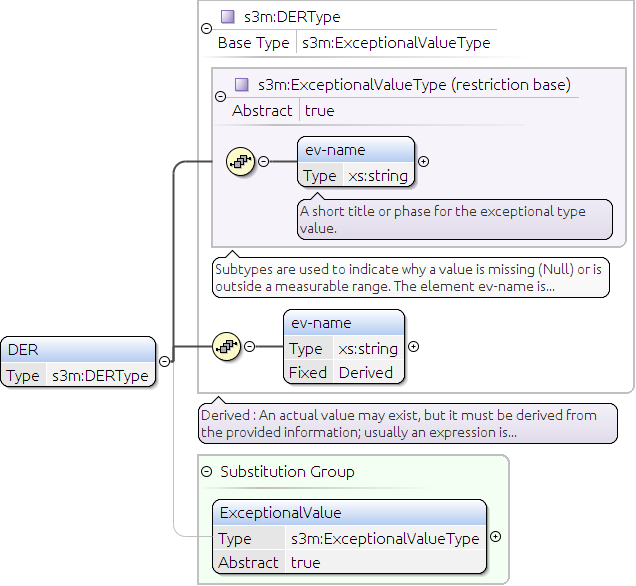 s3m:DERType
Base Type s3m:ExceptionalValueType
s3m:ExceptionalValueType (restriction base)
Abstract true
ev-name
Type xs:string
A short title or phase for the exceptional type
value.
Subtypes are used to indicate why a value is missing (Null) or is
outside a measurable range. The element ev-name is...
ev-name
Type xs:string
Fixed Derived
DER
Type s3m:DERType
Derived : An actual value may exist, but it must be derived from
the provided information; usually an expression is...
Substitution Group
ExceptionalValue
Type s3m:ExceptionalValueType
Abstract true